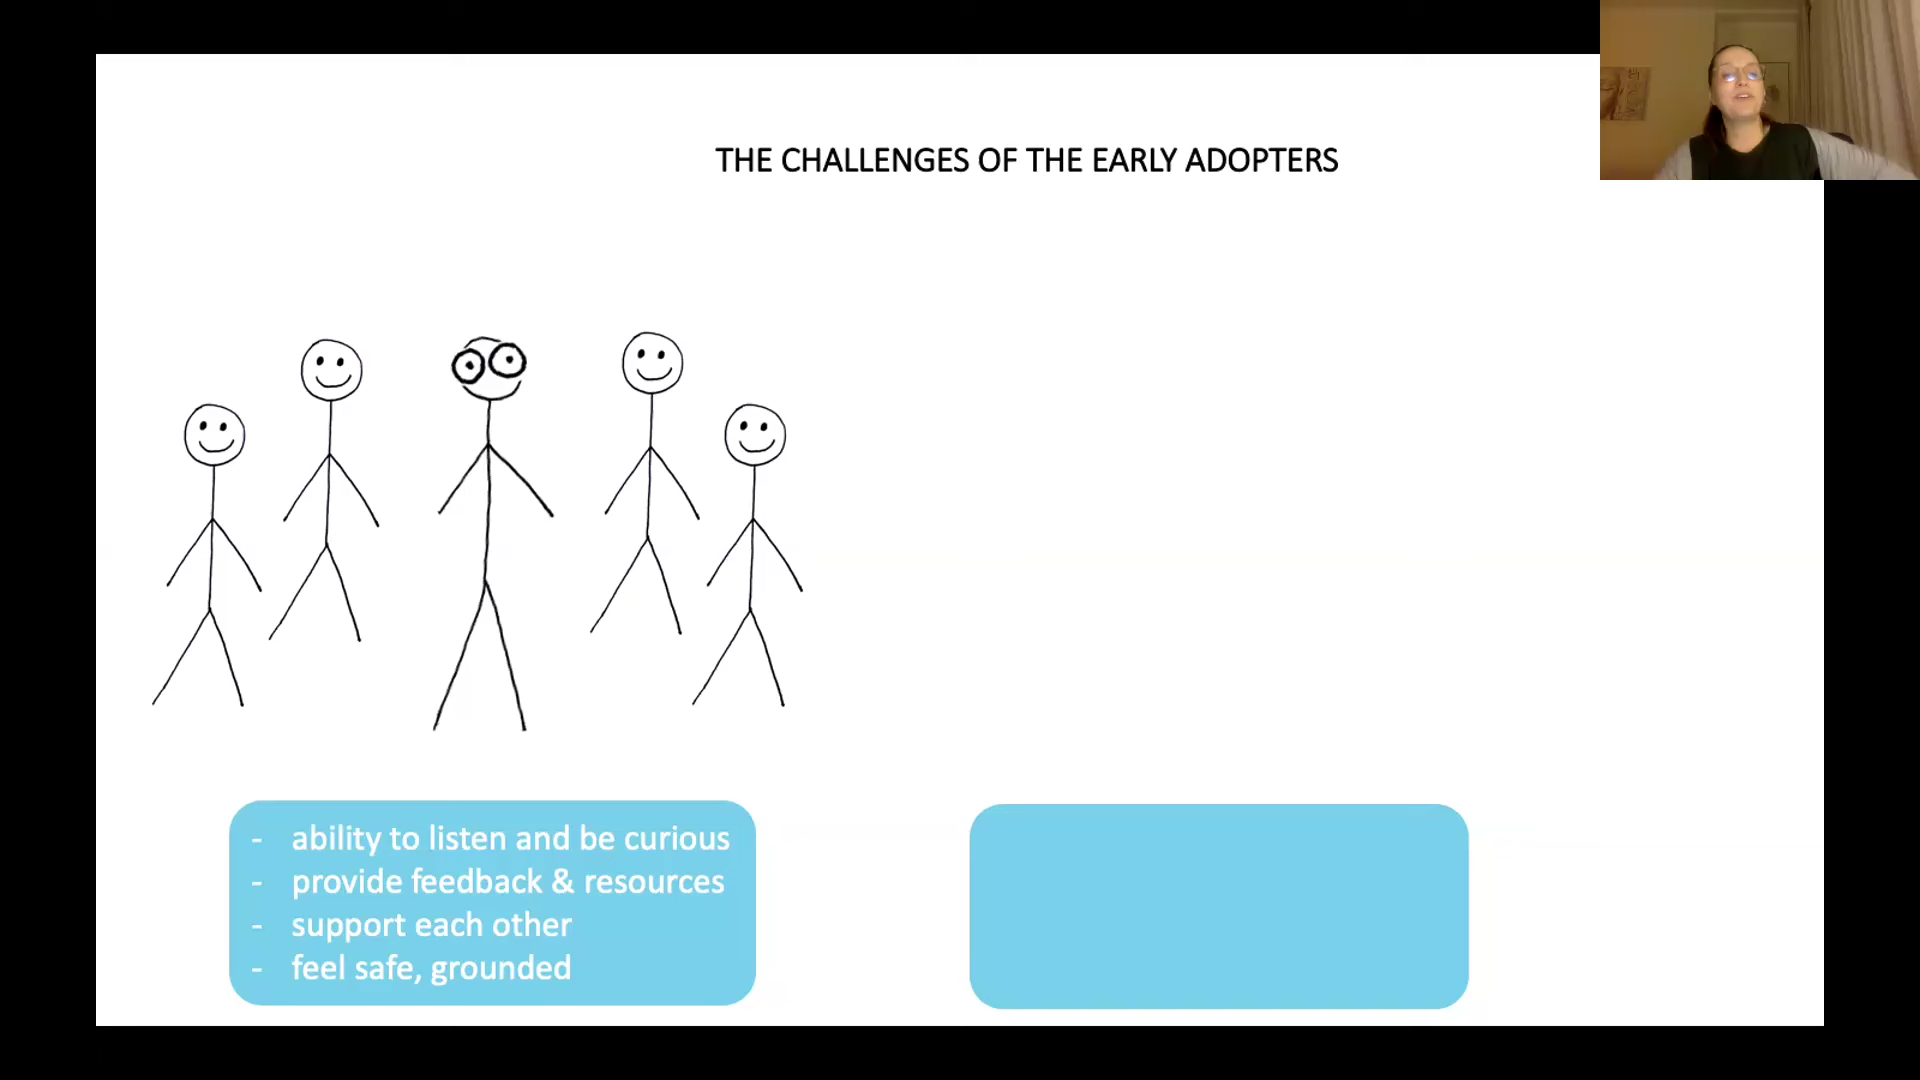 THE CHALLENGES OF THE EARLY ADOPTERS
- ability to listen and be curious
- provide feedback & resources
- support each other
- feel safe, grounded